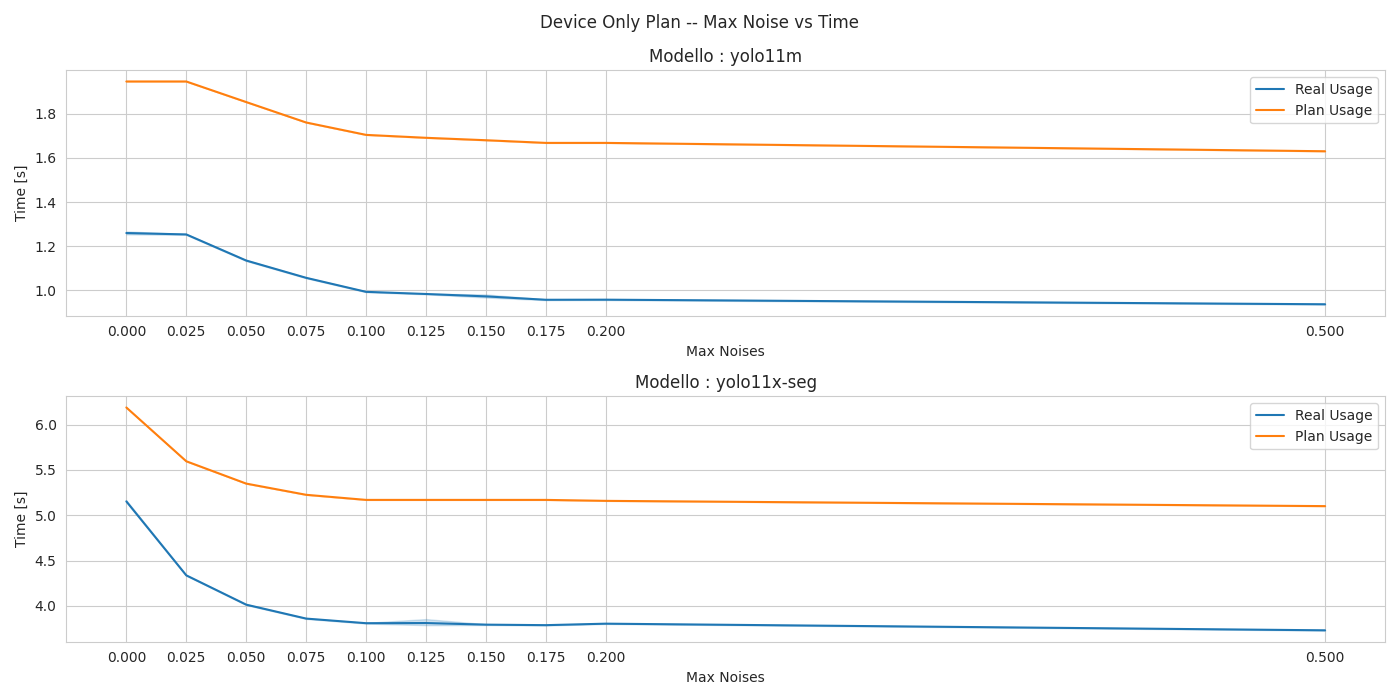 Device Only Plan -- Max Noise vs Time
Modello : yolo11m
Real Usage
Plan Usage
Time [s]
1.8
1.6
1.4
1.2
1.0
0.000 0.025 0.050 0.075 0.100 0.125 0.150 0.175 0.200 0.500
Max Noises
Modello : yolo11x-seg
Real Usage
Plan Usage
Time [s]
6.0
5.5
5.0
4.5
4.0
0.000 0.025 0.050 0.075 0.100 0.125 0.150 0.175 0.200 0.500
Max Noises